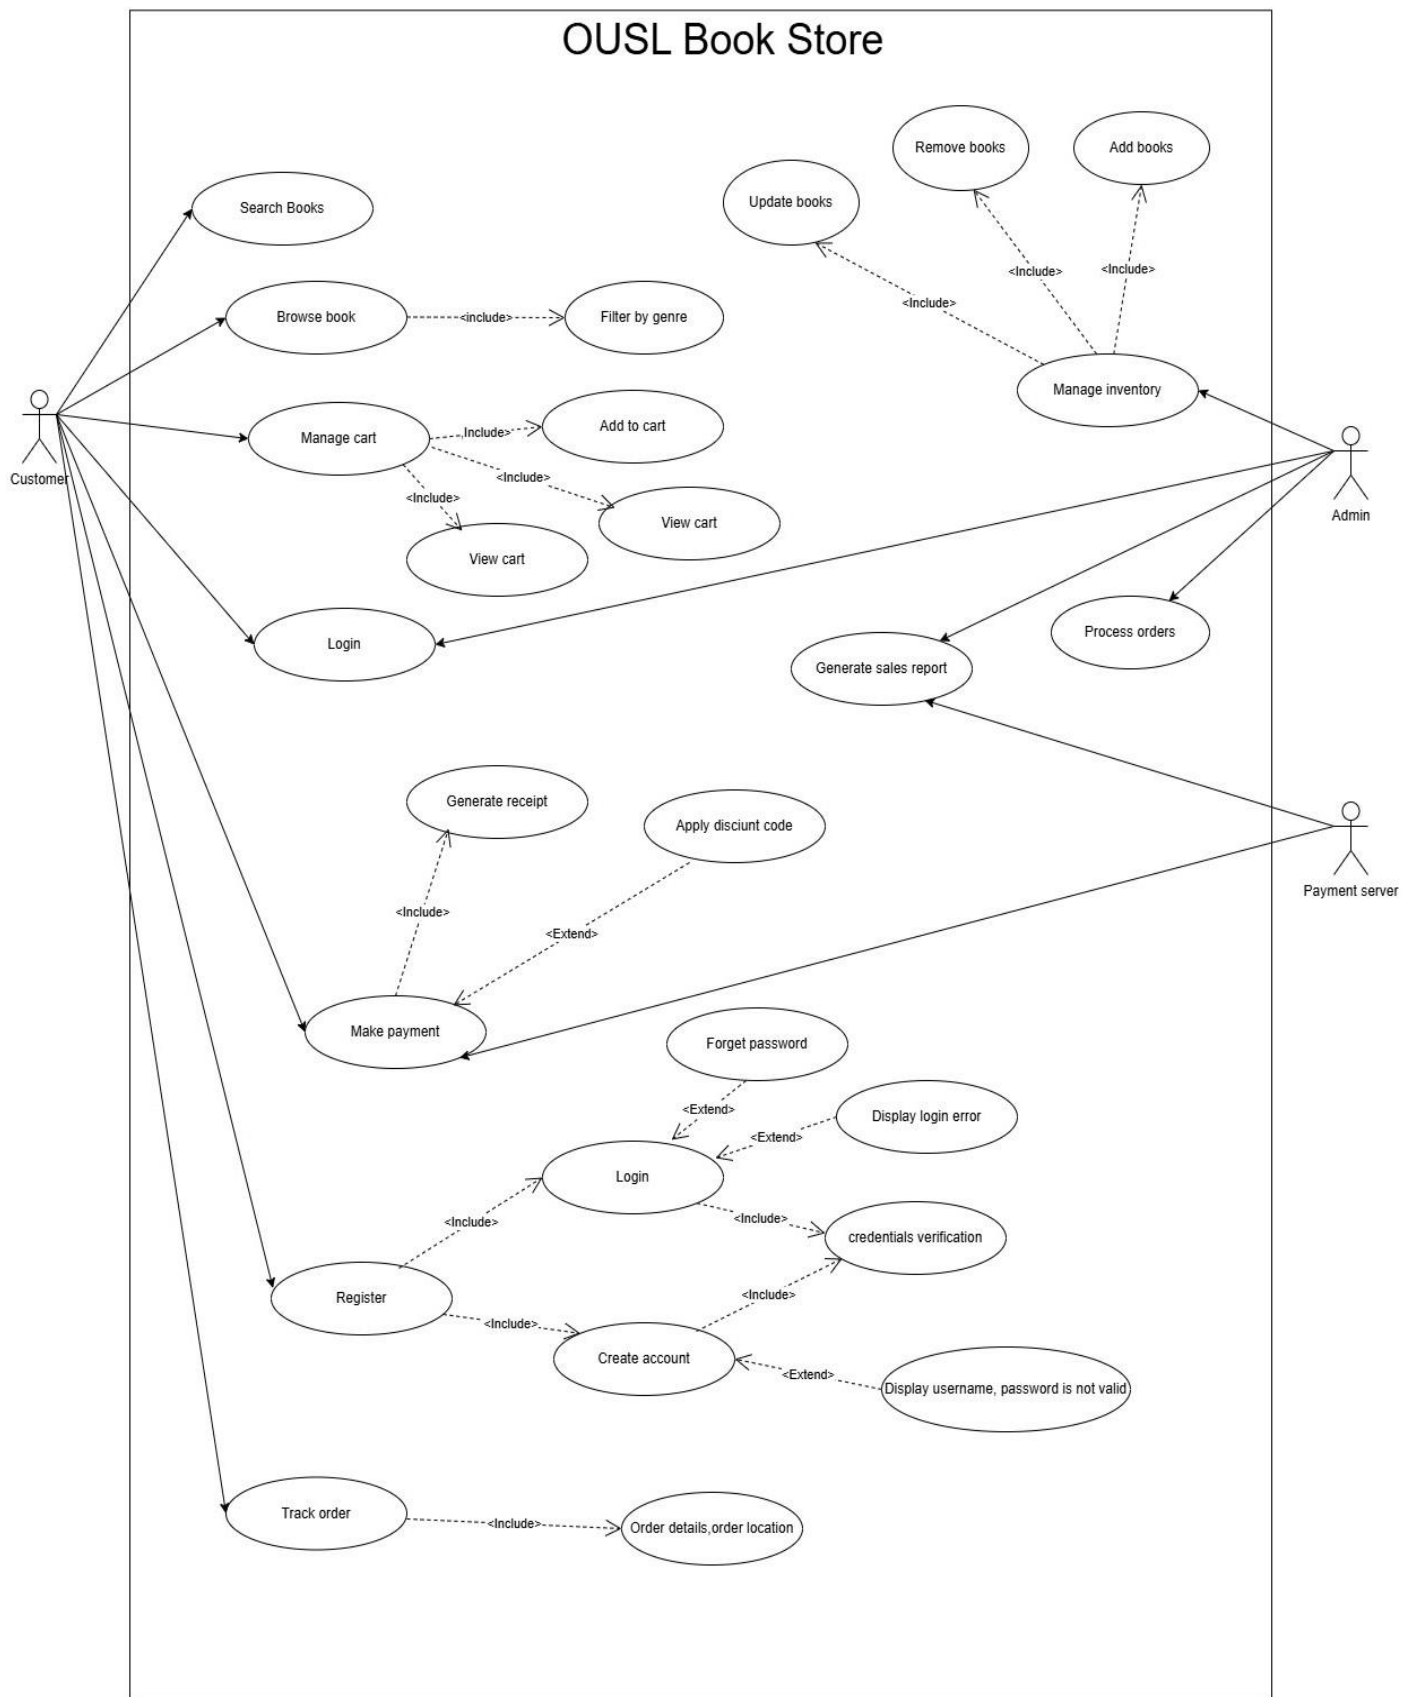 OUSL Book Store
Remove books
Add books
Update books
Search Books
<Include>
<Include>
<Include>
Browse book
<include>
Filter by genre
Manage inventory
Manage cart
,Include>
Add to cart
<Include>
<Include>
View cart
View cart
Customer
Admin
Login
Process orders
Generate sales report
Generate receipt
Apply disciunt code
Payment server
<Include>
<Extend>
Make payment
Forget password
<Extend>
Display login error
<Extend>
Login
<Include>
<Include>
credentials verification
Register
<Include>
<Include>
Create account
<Extend>
Display username, password is not valid
Track order
<Include>
Order details,order location